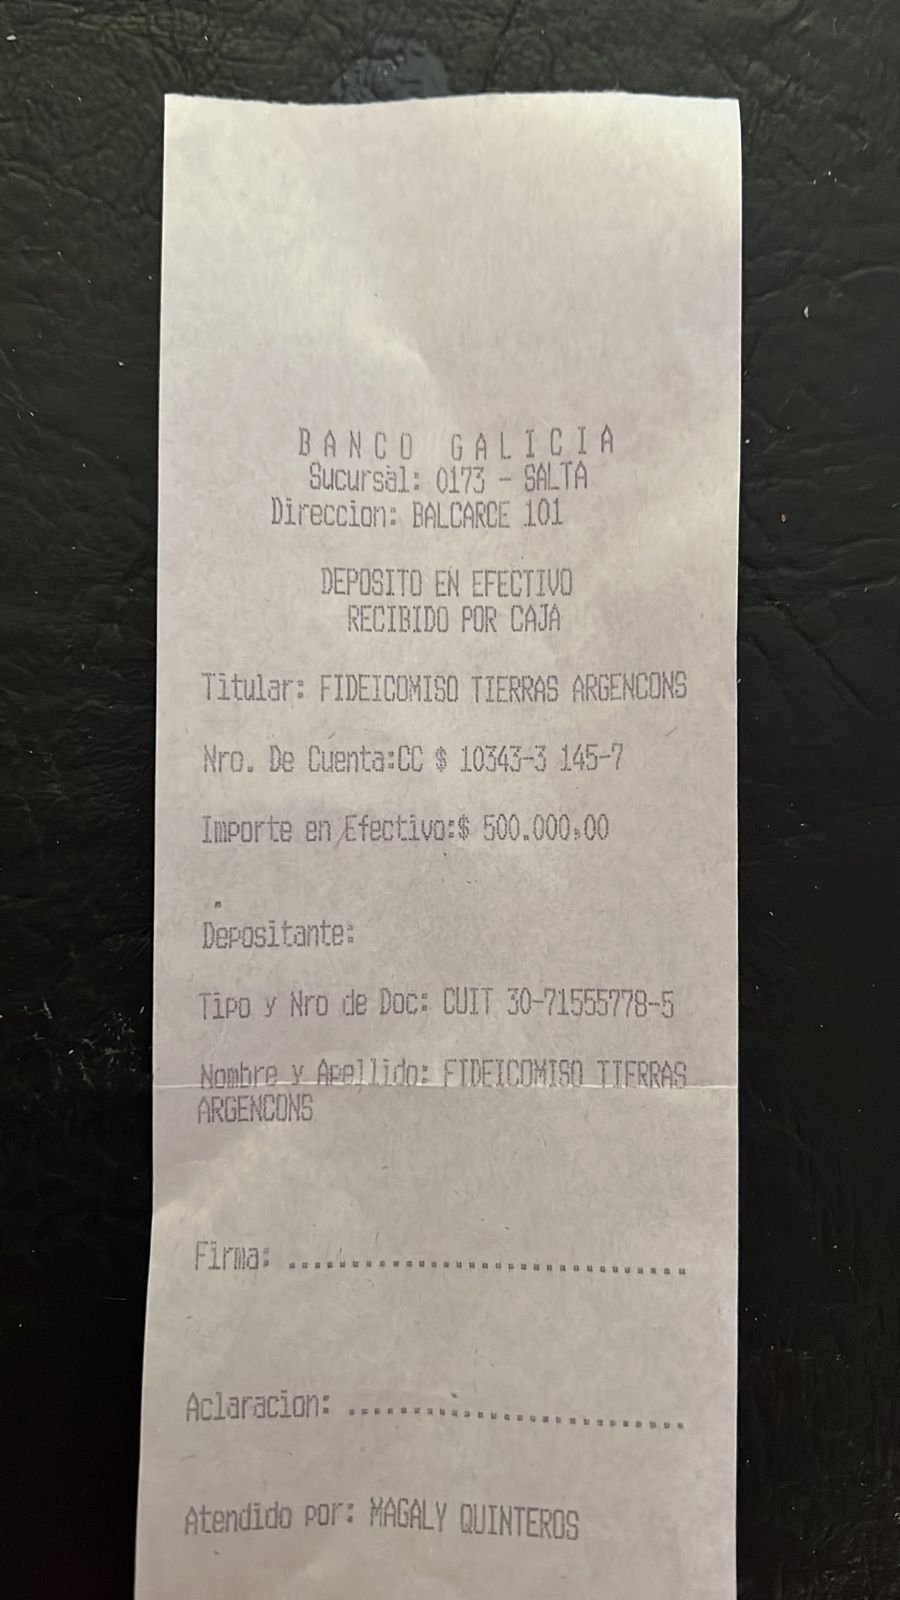 BANCO GALICIA
Sucursal: 0173 - SALTA
Direccion: BALCARCE 101
DEPOSITO EN EFECTIVO
RECIBIDO POR CAJA
Titular: FIDEICOMISO TIERRAS ARGENCONS
Nro. De Cuenta:CC $ 10343-3 145-7
Importe en Efectivo:$ 500.000,00
.
Depositante:
Tipo y Nro de Doc: CUIT 30-71555778-5
Nombre y Apellido: FIDEICOMISO TIERRAS
ARGENCONS
Firma: ..................................
Aclaracion: .............................
Atendido por: MAGALY QUINTEROS